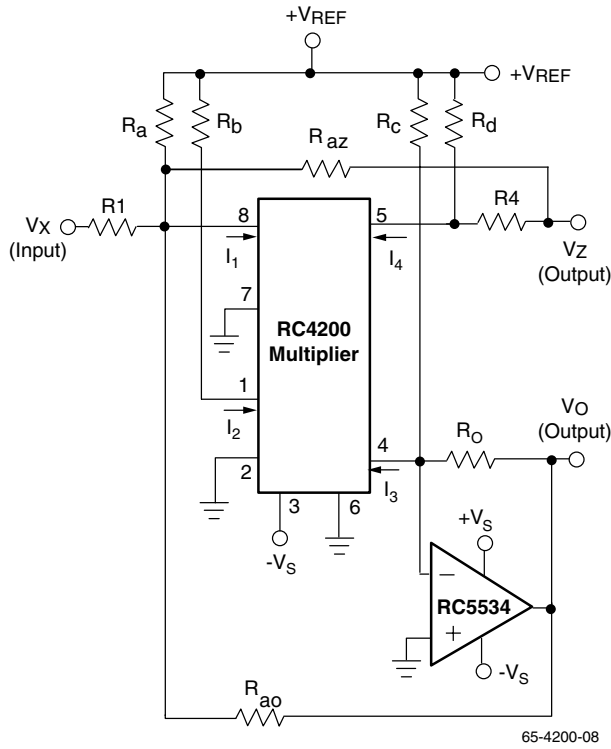 +VREF
+VREF
Ra
Rb
Rc
Rd
Raz
R1
R4
VX
(Input)
8
5
VZ
(Output)
I1
I4
7
RC4200
Multiplier
1
I2
VO
(Output)
4
RO
2
I3
3
6
-VS
+VS
−
RC5534
+
-VS
Rao
65-4200-08